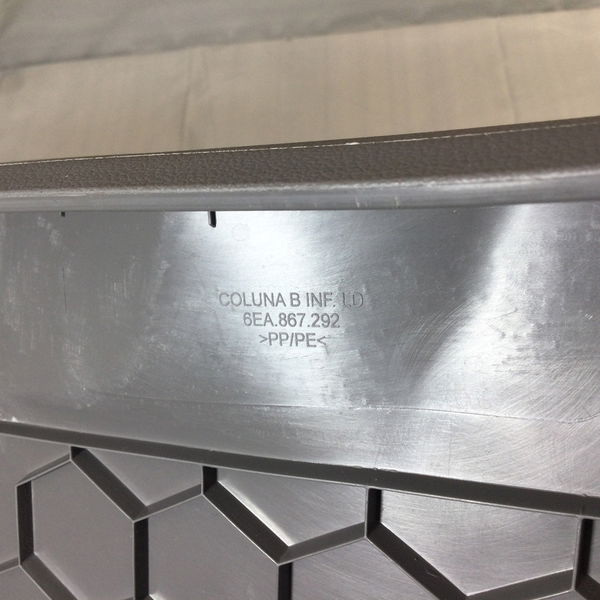 COLUNA B INF. LD
6EA.867.292
>PP/PE<